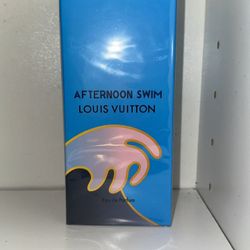 AFTERNOON SWIM
LOUIS VUITTON
Eau de Parfum